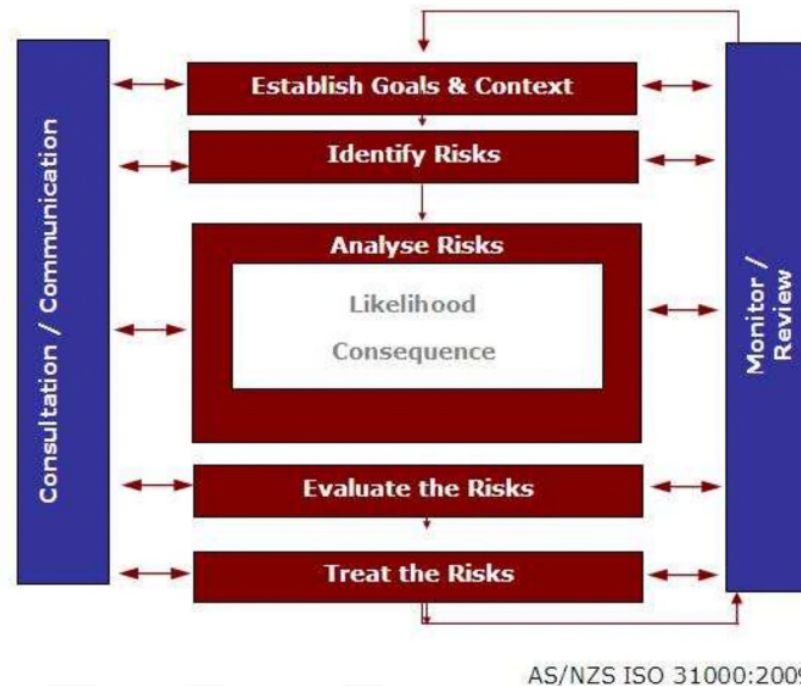 Establish Goals & Context
Identify Risks
Analyse Risks
Likelihood
Consequence
Evaluate the Risks
Treat the Risks
Consultation / Communication
Monitor /
Review
AS/NZS ISO 31000:2009